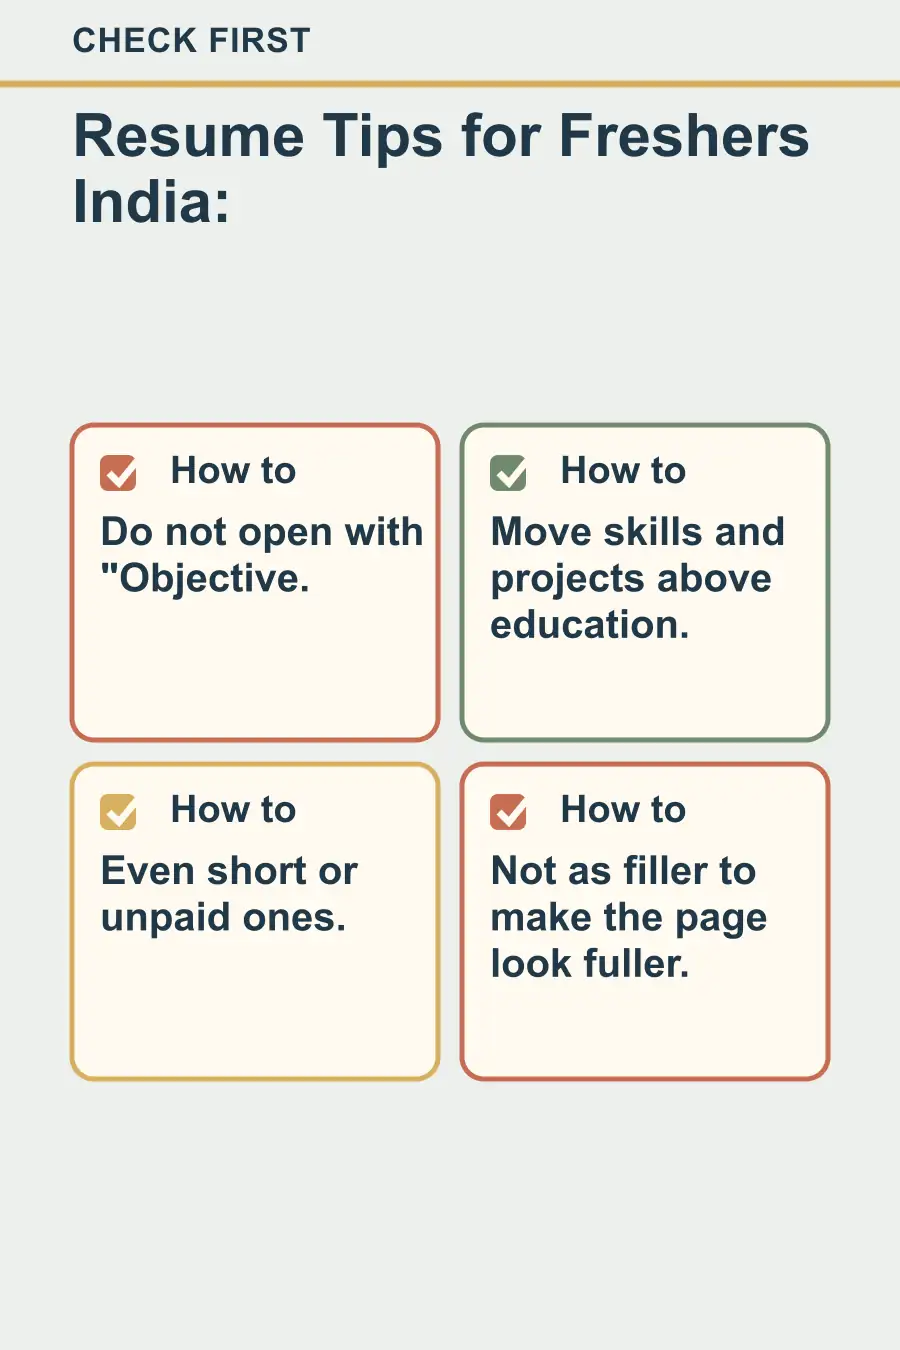 CHECK FIRST
Resume Tips for Freshers
India:
How to
Do not open with
"Objective.
How to
Move skills and
projects above
education.
How to
Even short or
unpaid ones.
How to
Not as filler to
make the page
look fuller.